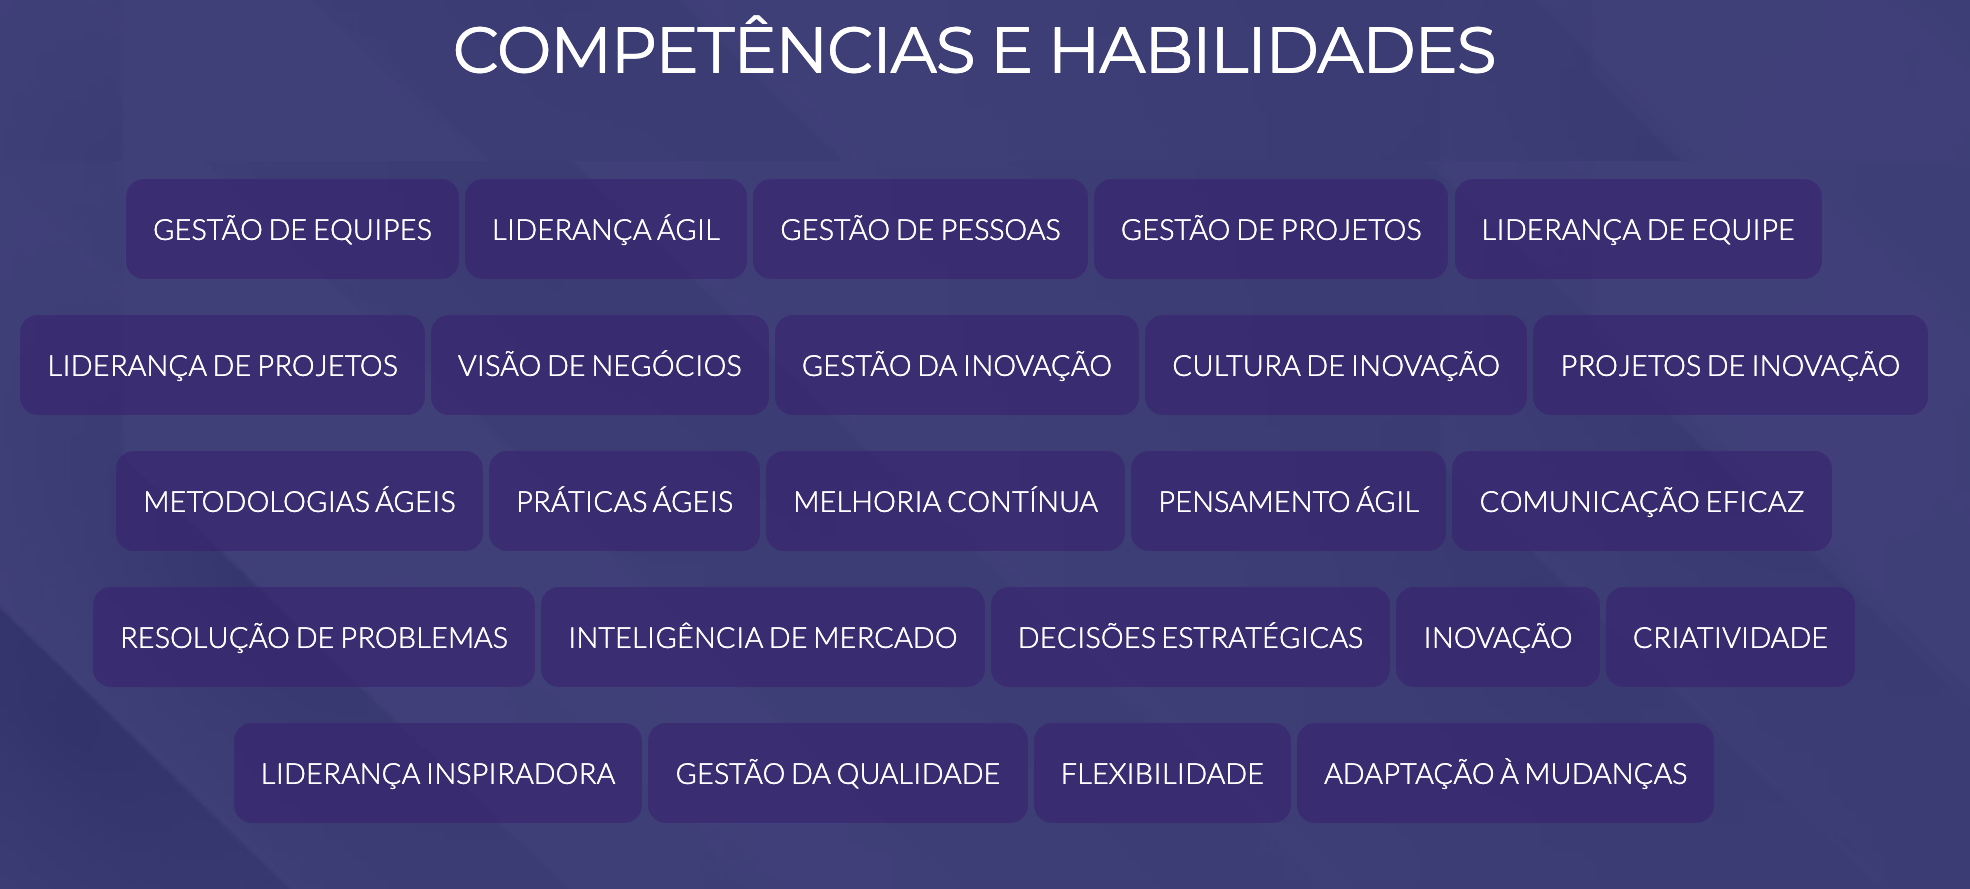 COMPETÊNCIAS E HABILIDADES
GESTÃO DE EQUIPES LIDERANÇA ÁGIL GESTÃO DE PESSOAS GESTÃO DE PROJETOS LIDERANÇA DE EQUIPE
LIDERANÇA DE PROJETOS VISÃO DE NEGÓCIOS GESTÃO DA INOVAÇÃO CULTURA DE INOVAÇÃO PROJETOS DE INOVAÇÃO
METODOLOGIAS ÁGEIS PRÁTICAS ÁGEIS MELHORIA CONTÍNUA PENSAMENTO ÁGIL COMUNICAÇÃO EFICAZ
RESOLUÇÃO DE PROBLEMAS INTELIGÊNCIA DE MERCADO DECISÕES ESTRATÉGICAS INOVAÇÃO CRIATIVIDADE
LIDERANÇA INSPIRADORA GESTÃO DA QUALIDADE FLEXIBILIDADE ADAPTAÇÃO À MUDANÇAS